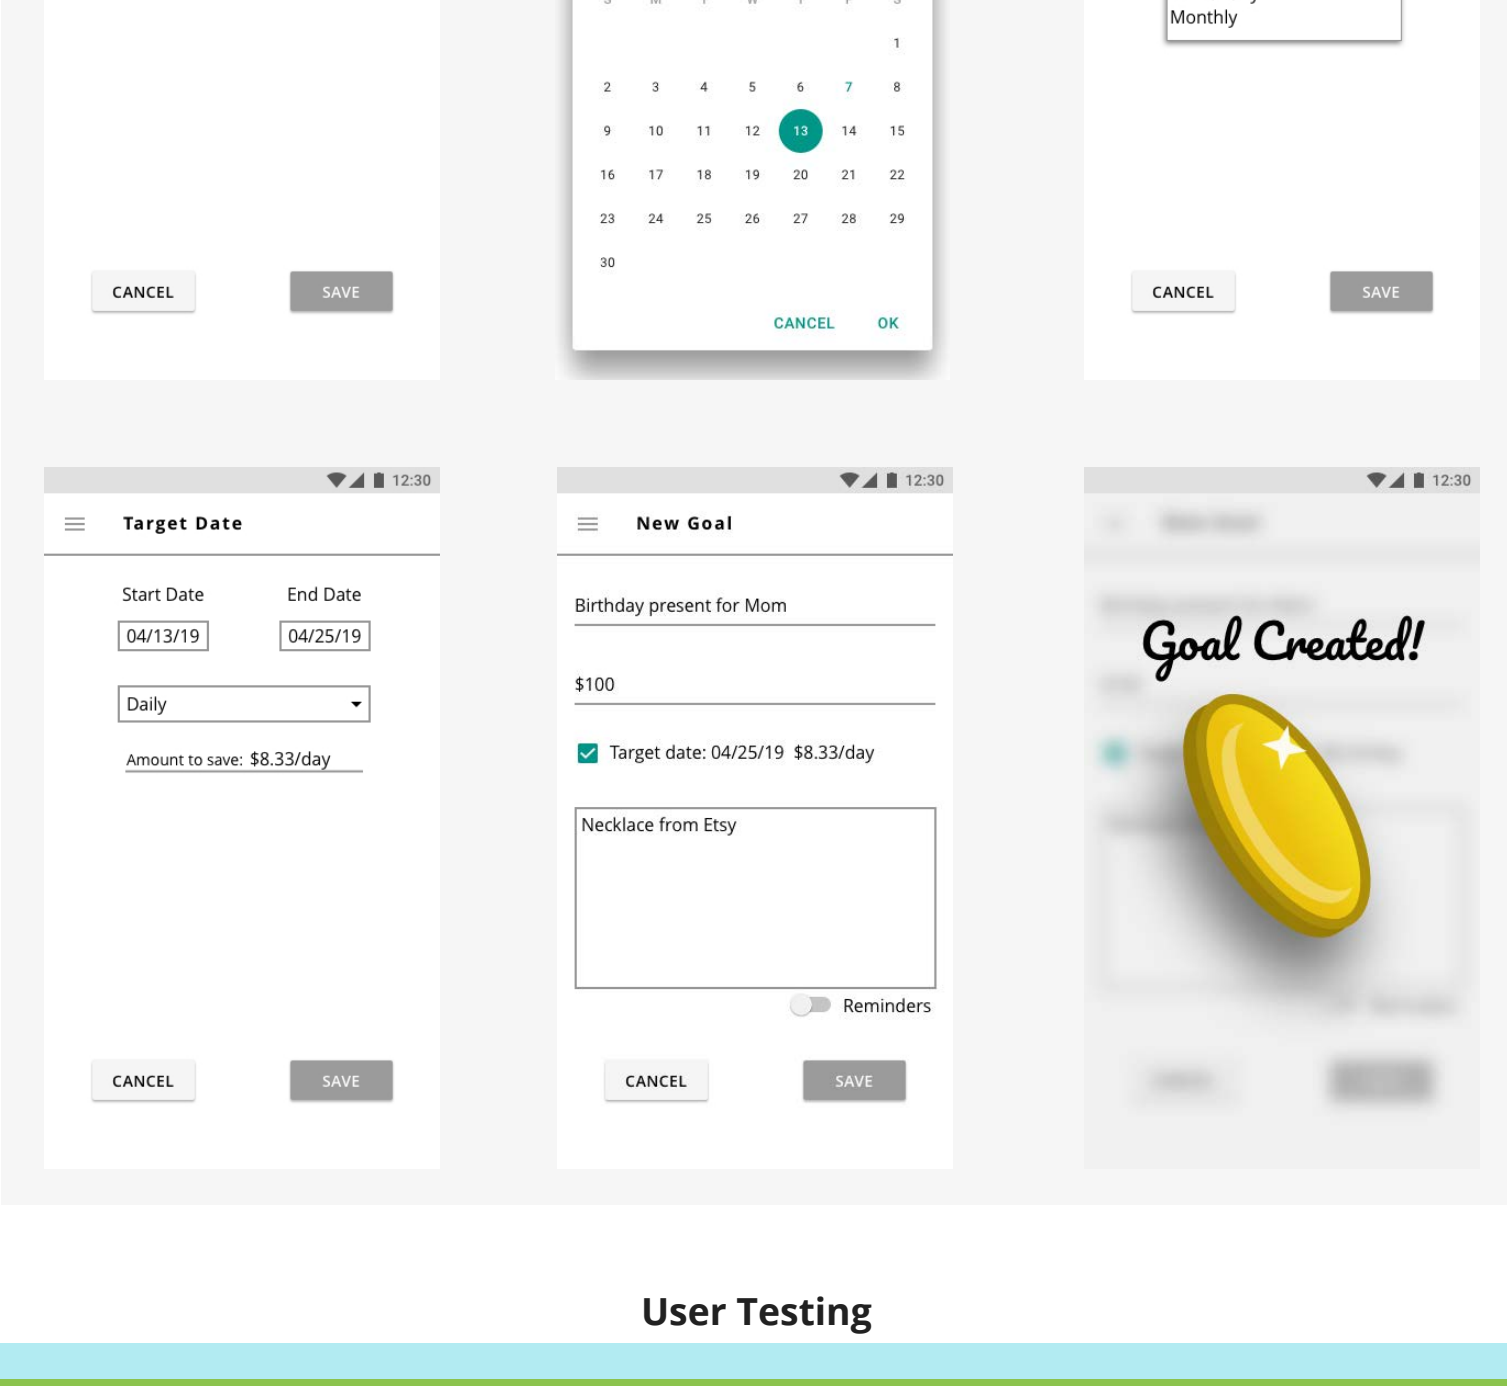 Monthly
S M T W T F S
1
2 3 4 5 6 7 8
9 10 11 12 13 14 15
16 17 18 19 20 21 22
23 24 25 26 27 28 29
30
CANCEL SAVE
CANCEL OK
CANCEL SAVE
12:30
Target Date
Start Date End Date
04/13/19 04/25/19
Daily
Amount to save: $8.33/day
CANCEL SAVE
12:30
New Goal
Birthday present for Mom
$100
Target date: 04/25/19 $8.33/day
Necklace from Etsy
Reminders
CANCEL SAVE
12:30
Goal Created!
User Testing